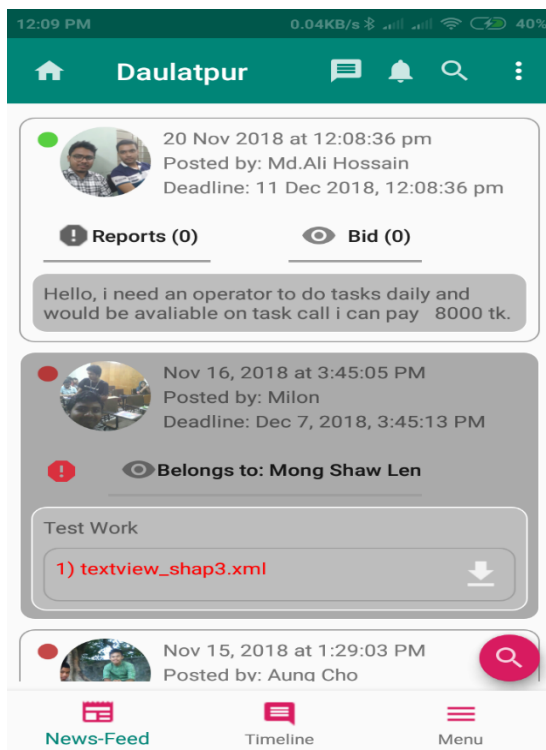 12:09 PM 0.04KB/s 40%
Daulatpur
20 Nov 2018 at 12:08:36 pm
Posted by: Md.Ali Hossain
Deadline: 11 Dec 2018, 12:08:36 pm
Reports (0) Bid (0)
Hello, i need an operator to do tasks daily and
would be avaliable on task call i can pay 8000 tk.
Nov 16, 2018 at 3:45:05 PM
Posted by: Milon
Deadline: Dec 7, 2018, 3:45:13 PM
Belongs to: Mong Shaw Len
Test Work
1) textview_shap3.xml
Nov 15, 2018 at 1:29:03 PM
Posted by: Aung Cho
News-Feed Timeline Menu